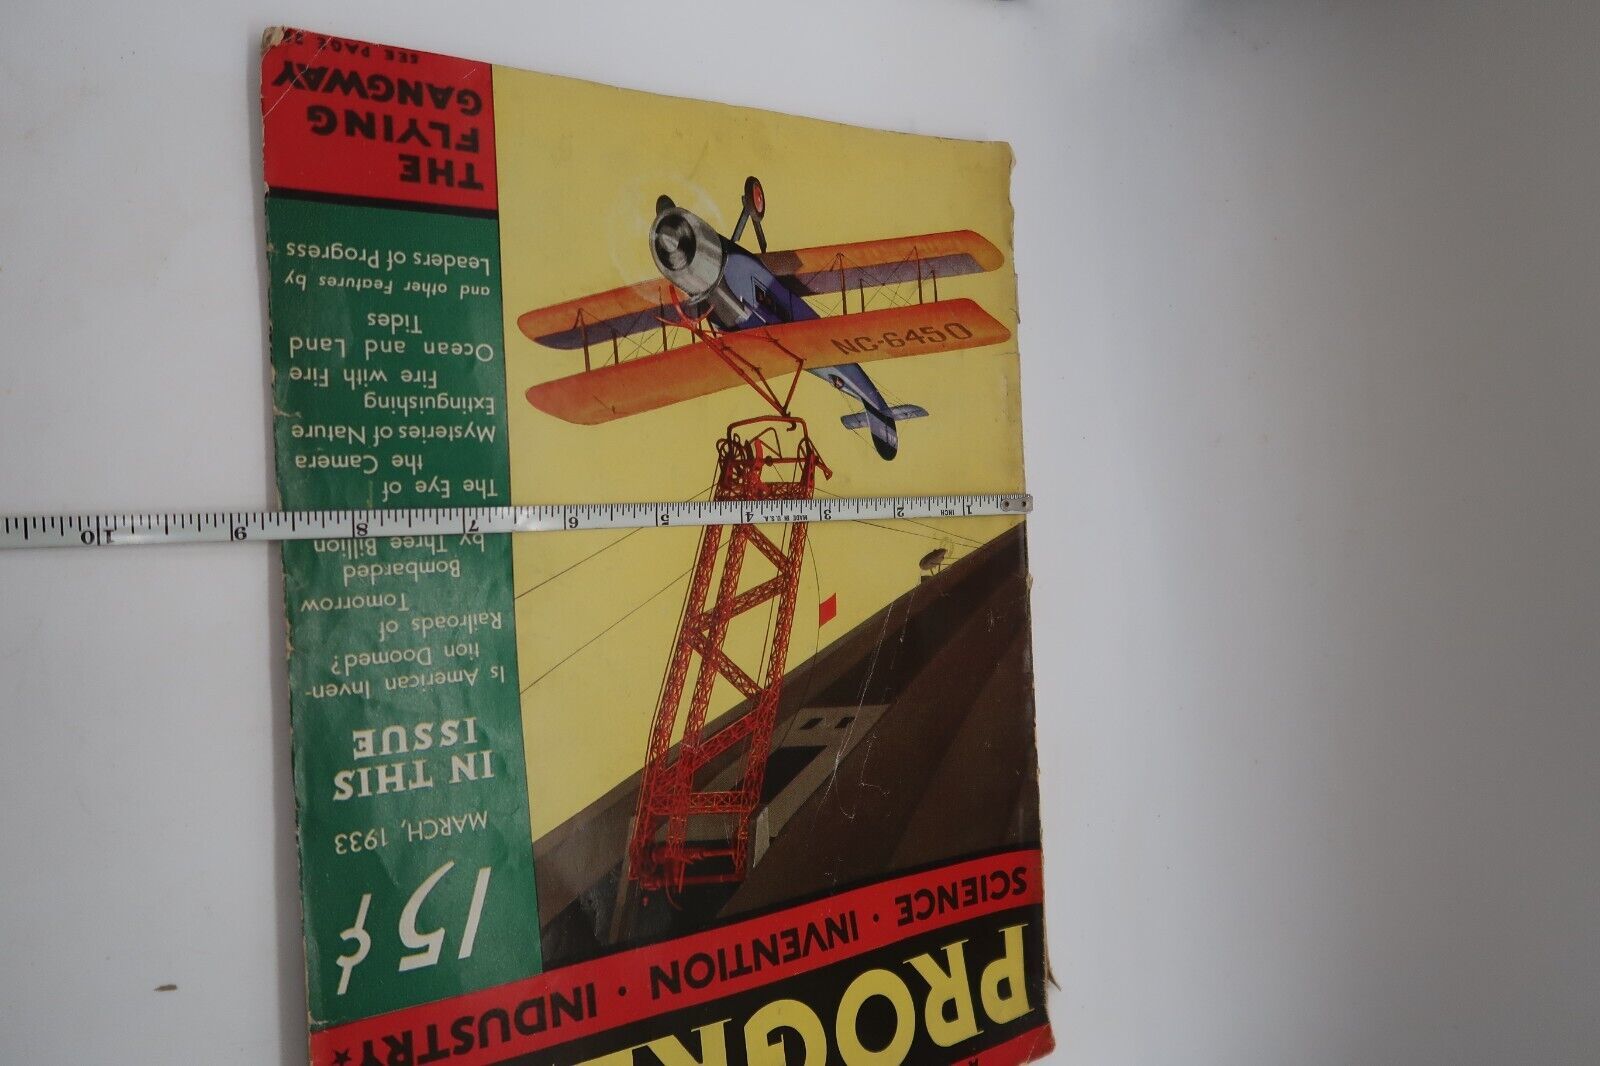 PROGR
SCIENCE · INVENTION · INDUSTRY ★
15¢
MARCH, 1933
IN THIS
ISSUE
Is American Inven-
tion Doomed?
Railroads of
Tomorrow
Bombarded
by Three Billion
The Eye of
the Camera
Mysteries of Nature
Extinguishing
Fire with Fire
Ocean and Land
Tides
and other Features by
Leaders of Progress
THE
FLYING
GANGWAY
SEE PAGE
NC-6450
1 INCH 2 3 MADE IN U.S.A. 4 5 6 7 8 9 10